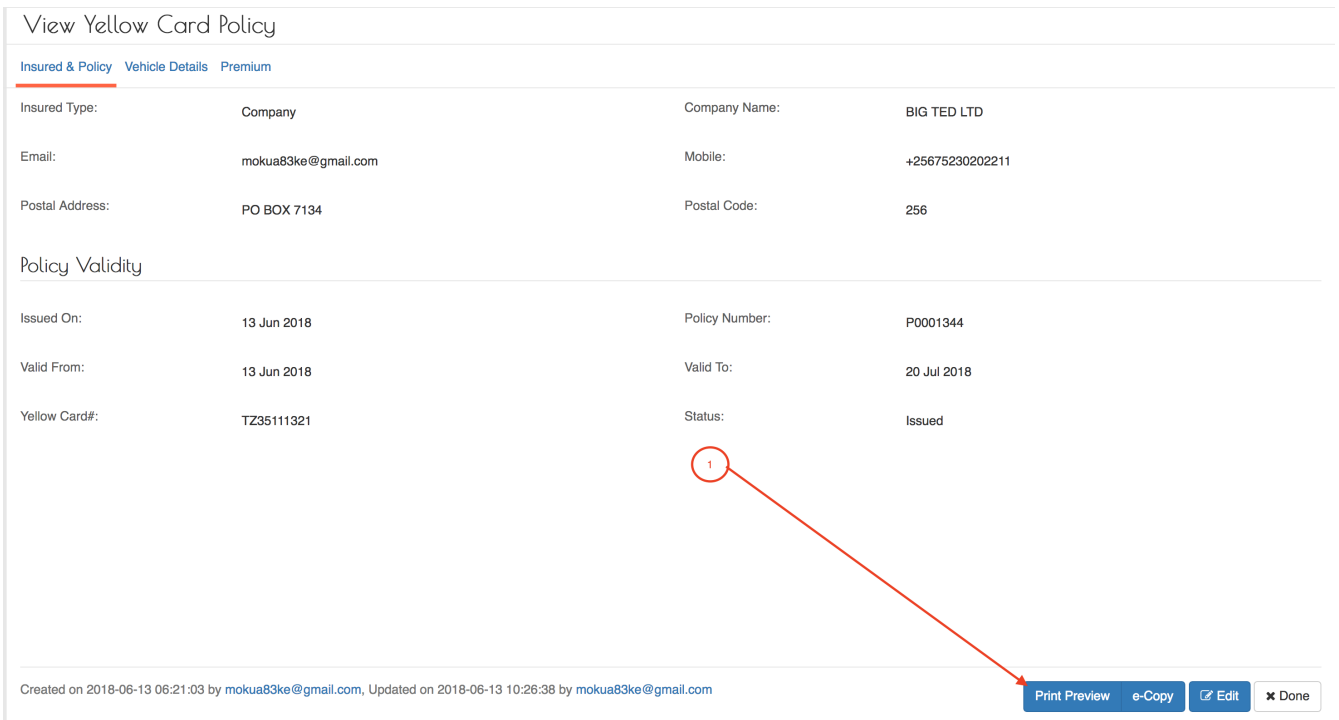 View Yellow Card Policy
Insured & Policy Vehicle Details Premium
Insured Type: Company Company Name: BIG TED LTD
Email: mokua83ke@gmail.com Mobile: +25675230202211
Postal Address: PO BOX 7134 Postal Code: 256
Policy Validity
Issued On: 13 Jun 2018 Policy Number: P0001344
Valid From: 13 Jun 2018 Valid To: 20 Jul 2018
Yellow Card#: TZ35111321 Status: Issued
1
Created on 2018-06-13 06:21:03 by mokua83ke@gmail.com, Updated on 2018-06-13 10:26:38 by mokua83ke@gmail.com Print Preview e-Copy Edit Done